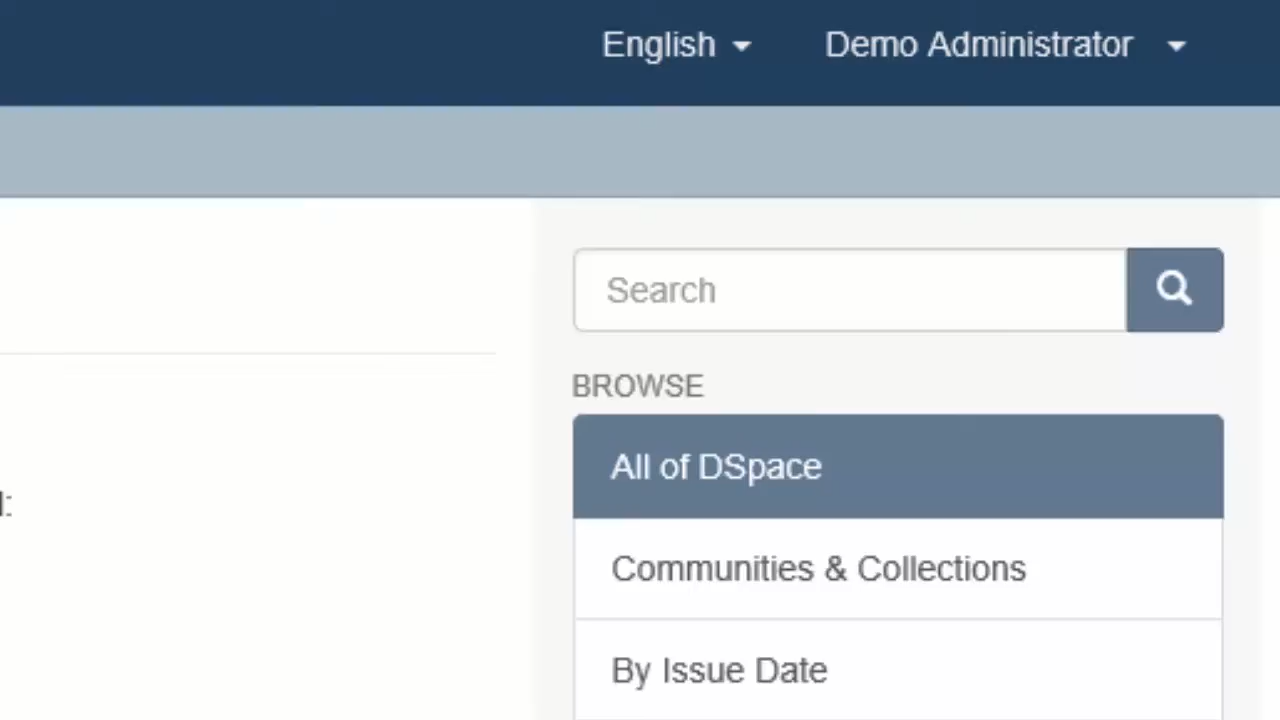 English Demo Administrator
Search
BROWSE
All of DSpace
:
Communities & Collections
By Issue Date